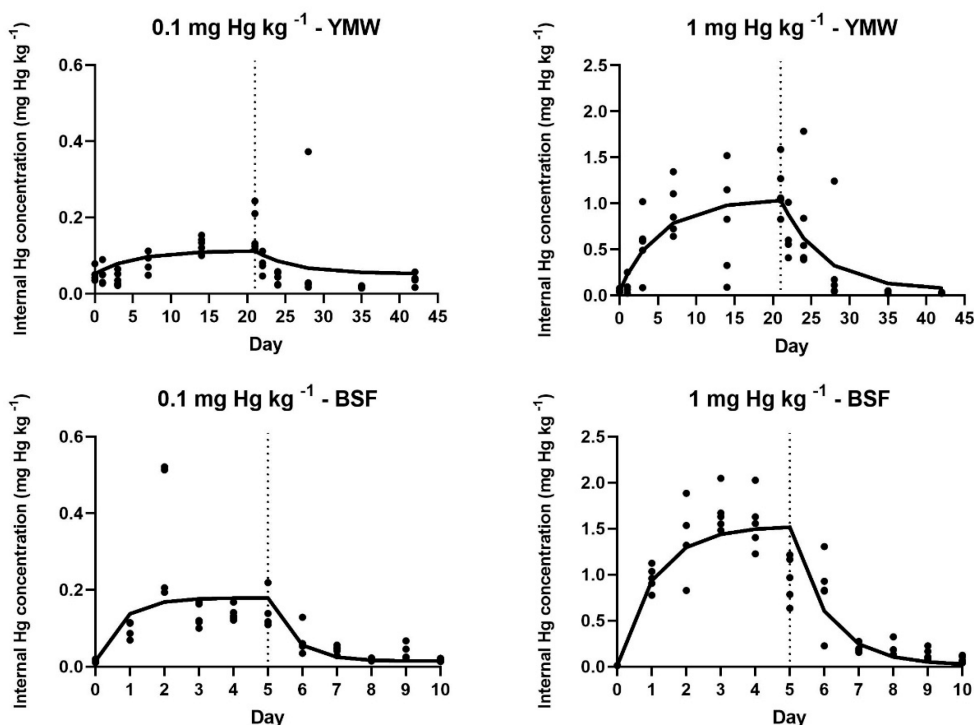 0.1 mg Hg kg ⁻¹ - YMW
Internal Hg concentration (mg Hg kg⁻¹)
0.6
0.4
0.2
0.0
0 5 10 15 20 25 30 35 40 45
Day
1 mg Hg kg ⁻¹ - YMW
Internal Hg concentration (mg Hg kg⁻¹)
2.5
2.0
1.5
1.0
0.5
0.0
0 5 10 15 20 25 30 35 40 45
Day
0.1 mg Hg kg ⁻¹ - BSF
Internal Hg concentration (mg Hg kg⁻¹)
0.6
0.4
0.2
0.0
0 1 2 3 4 5 6 7 8 9 10
Day
1 mg Hg kg ⁻¹ - BSF
Internal Hg concentration (mg Hg kg⁻¹)
2.5
2.0
1.5
1.0
0.5
0.0
0 1 2 3 4 5 6 7 8 9 10
Day